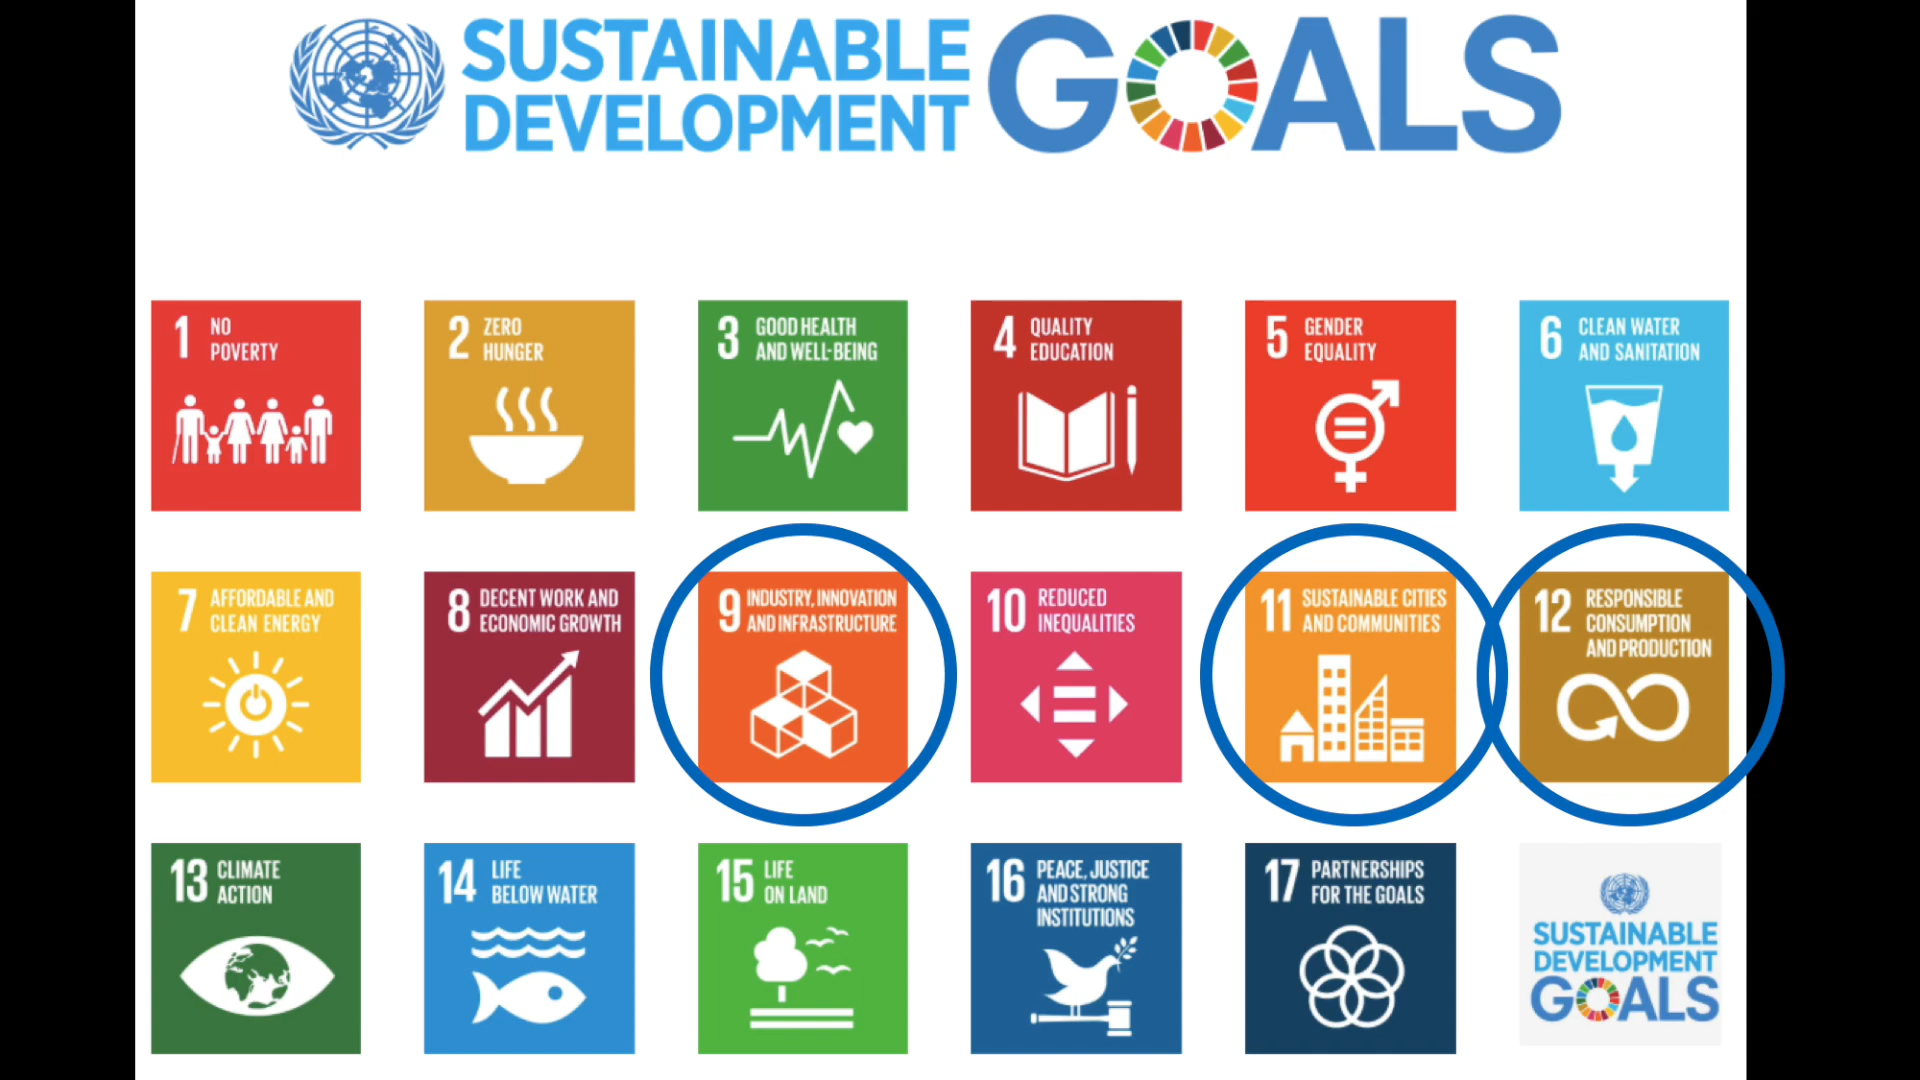 SUSTAINABLE
DEVELOPMENT
GOALS
1 NO
POVERTY
2 ZERO
HUNGER
3 GOOD HEALTH
AND WELL-BEING
4 QUALITY
EDUCATION
5 GENDER
EQUALITY
6 CLEAN WATER
AND SANITATION
7 AFFORDABLE AND
CLEAN ENERGY
8 DECENT WORK AND
ECONOMIC GROWTH
9 INDUSTRY, INNOVATION
AND INFRASTRUCTURE
10 REDUCED
INEQUALITIES
11 SUSTAINABLE CITIES
AND COMMUNITIES
12 RESPONSIBLE
CONSUMPTION
AND PRODUCTION
13 CLIMATE
ACTION
14 LIFE
BELOW WATER
15 LIFE
ON LAND
16 PEACE, JUSTICE
AND STRONG
INSTITUTIONS
17 PARTNERSHIPS
FOR THE GOALS
SUSTAINABLE
DEVELOPMENT
GOALS